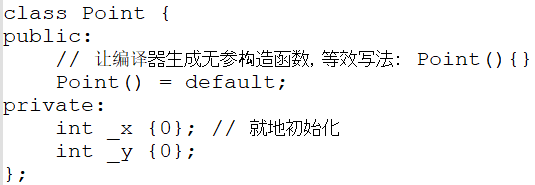 class Point {
public:
    // 让编译器生成无参构造函数, 等效写法: Point(){}
    Point() = default;
private:
    int _x {0}; // 就地初始化
    int _y {0};
};